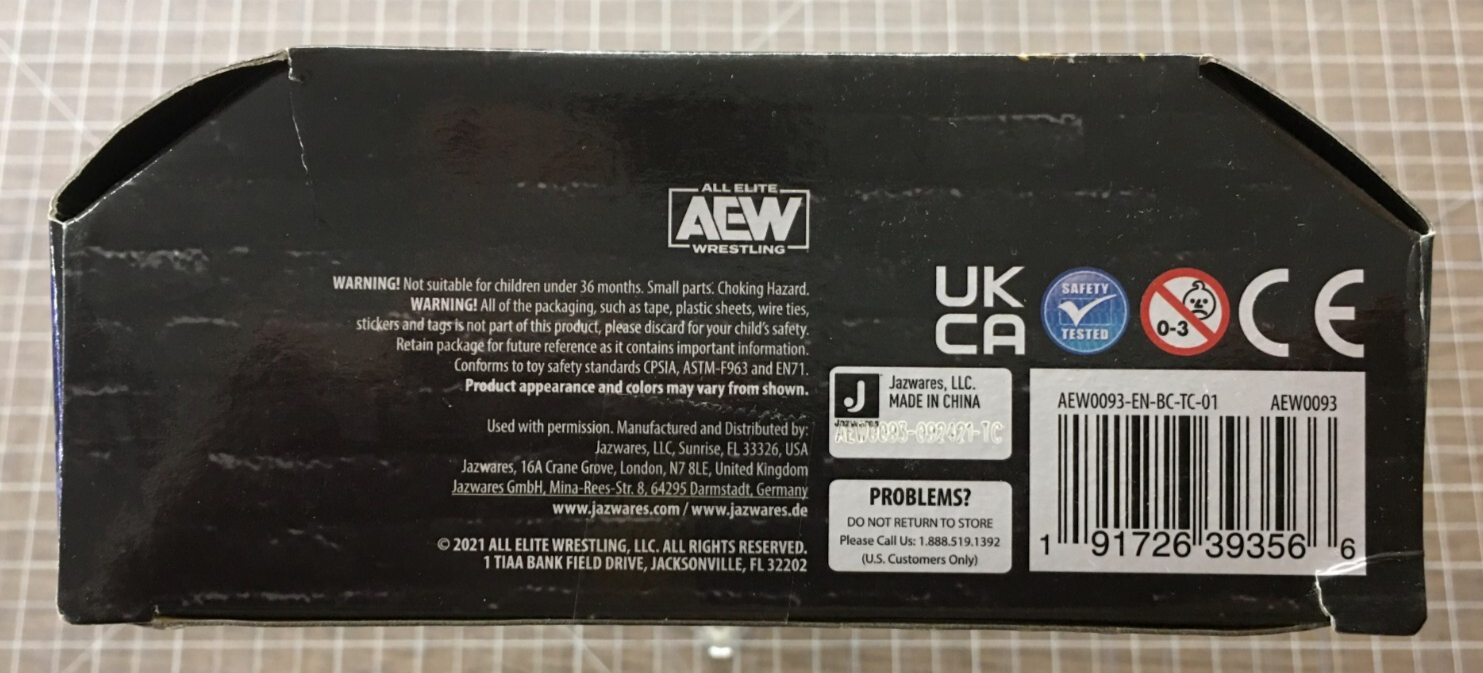 ALL ELITE
AEW
WRESTLING
WARNING! Not suitable for children under 36 months. Small parts. Choking Hazard.
WARNING! All of the packaging, such as tape, plastic sheets, wire ties,
stickers and tags is not part of this product, please discard for your child's safety.
Retain package for future reference as it contains important information.
Conforms to toy safety standards CPSIA, ASTM-F963 and EN71.
Product appearance and colors may vary from shown.
Used with permission. Manufactured and Distributed by:
Jazwares, LLC, Sunrise, FL 33326, USA
Jazwares, 16A Crane Grove, London, N7 8LE, United Kingdom
Jazwares GmbH, Mina-Rees-Str. 8, 64295 Darmstadt, Germany
www.jazwares.com / www.jazwares.de
© 2021 ALL ELITE WRESTLING, LLC. ALL RIGHTS RESERVED.
1 TIAA BANK FIELD DRIVE, JACKSONVILLE, FL 32202
UK
CA
SAFETY
TESTED
0-3
CE
J
Jazwares, LLC.
MADE IN CHINA
AEW0093-092421-TC
PROBLEMS?
DO NOT RETURN TO STORE
Please Call Us: 1.888.519.1392
(U.S. Customers Only)
AEW0093-EN-BC-TC-01 AEW0093
1 91726 39356 6